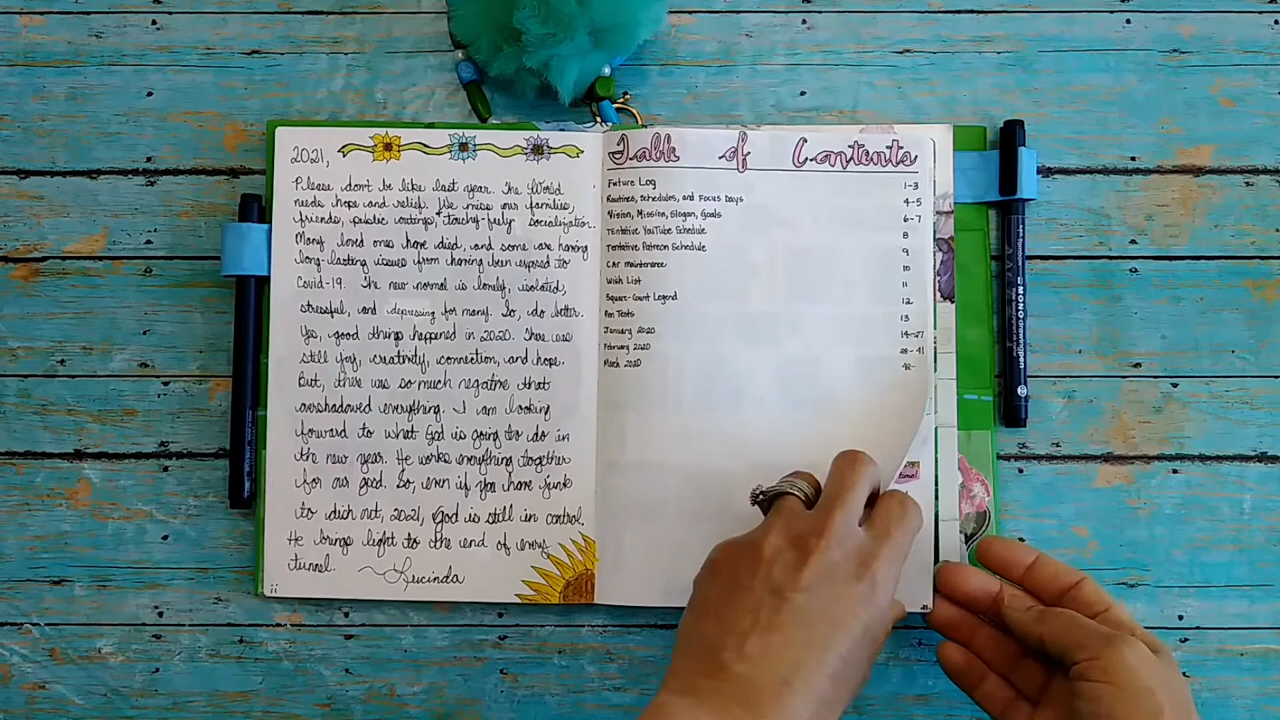 2021,
Please don't be like last year. The World
needs hope and relief. We miss our families,
friends, public outings, touchy-feely socialization.
Many loved ones have died, and some are having
long-lasting issues from having been exposed to
Covid-19. The new normal is lonely, isolated,
stressful, and depressing for many. So, do better.
Yes, good things happened in 2020. There was
still joy, creativity, connection, and hope.
But, there was so much negative that
overshadowed everything. I am looking
forward to what God is going to do in
the new year. He works everything together
for our good. So, even if you have junk
to dish out, 2021, God is still in control.
He brings light to the end of every
tunnel. ~Lucinda
ii
Table of Contents
Future Log 1-3
Routines, Schedules, and Focus Days 4-5
Vision, Mission, Slogan, Goals 6-7
Tentative YouTube Schedule 8
Tentative Patreon Schedule 9
Car Maintenance 10
Wish List 11
Square-Count Legend 12
Pen Tests 13
January 2020 14-27
February 2020 28-41
March 2020 42-
MONO drawing pen